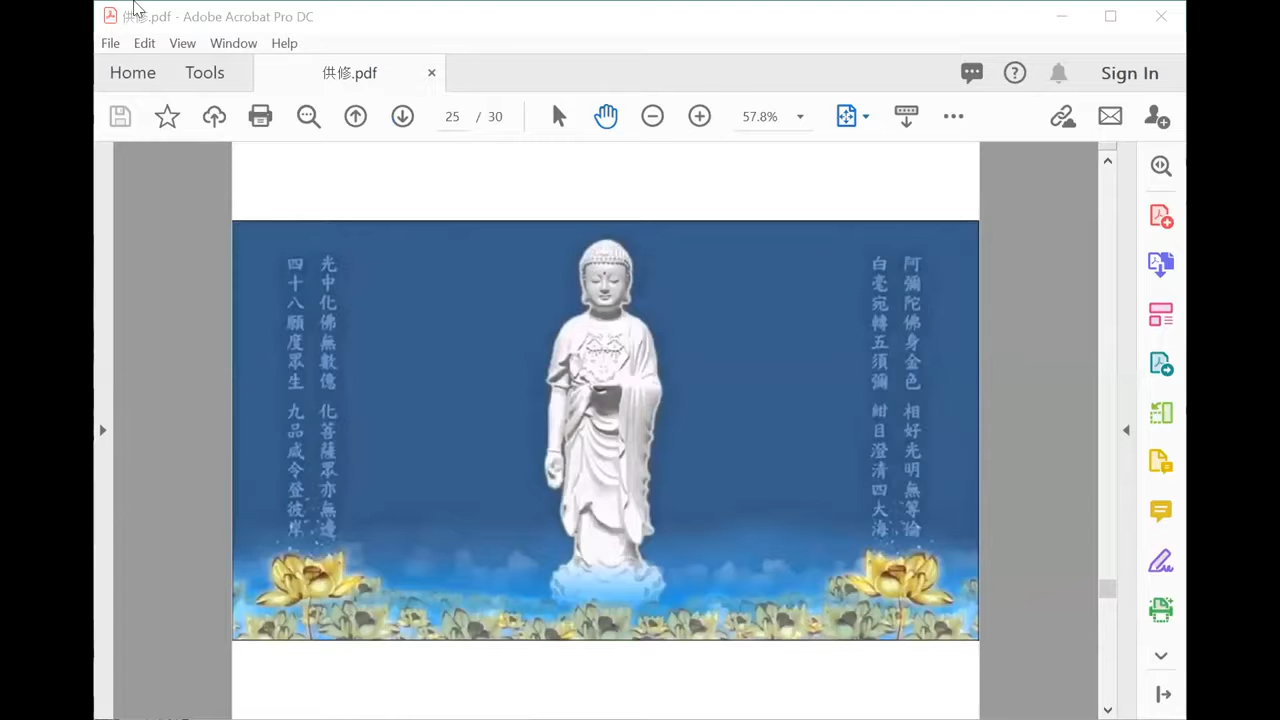 供修.pdf - Adobe Acrobat Pro DC
File Edit View Window Help
Home Tools 供修.pdf × Sign In
25 / 30 57.8%
阿彌陀佛身金色 相好光明無等倫
白毫宛轉五須彌 紺目澄清四大海
光中化佛無數億 化菩薩眾亦無邊
四十八願度眾生 九品咸令登彼岸